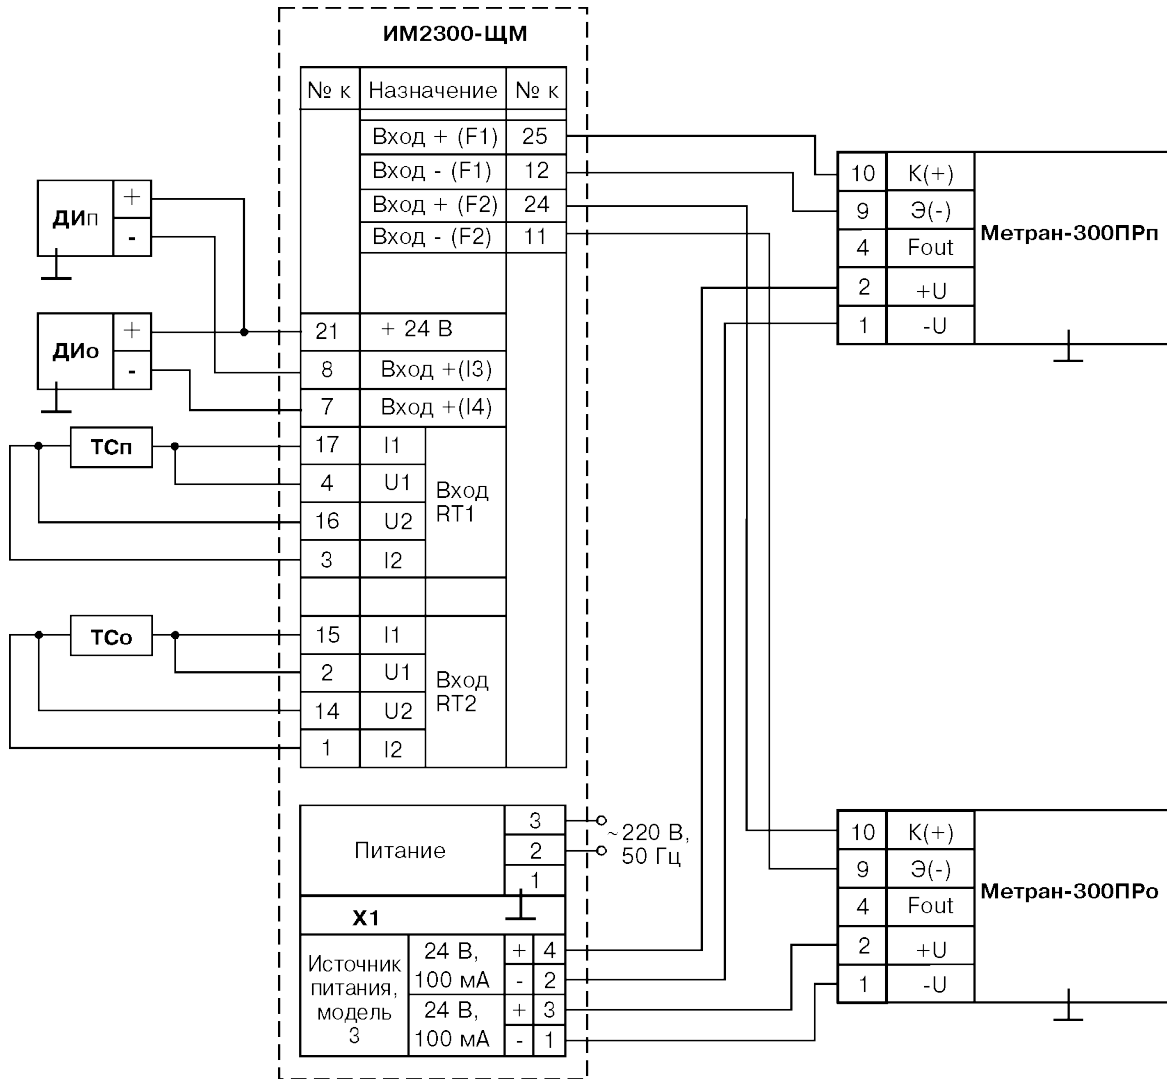 ИМ2300-ЩМ
№ к Назначение № к
Вход + (F1) 25
Вход - (F1) 12
Вход + (F2) 24
Вход - (F2) 11
21 + 24 В
8 Вход +(I3)
7 Вход +(I4)
17 I1
4 U1
16 U2
3 I2
Вход
RT1
15 I1
2 U1
14 U2
1 I2
Вход
RT2
ДИп
+
-
ДИо
+
-
ТСп
ТСо
10 К(+)
9 Э(-)
4 Fout
2 +U
1 -U
Метран-300ПРп
Питание
3
2
1
~220 В,
50 Гц
X1
Источник
питания,
модель
3
24 В,
100 мА
+ 4
- 2
24 В,
100 мА
+ 3
- 1
10 К(+)
9 Э(-)
4 Fout
2 +U
1 -U
Метран-300ПРо